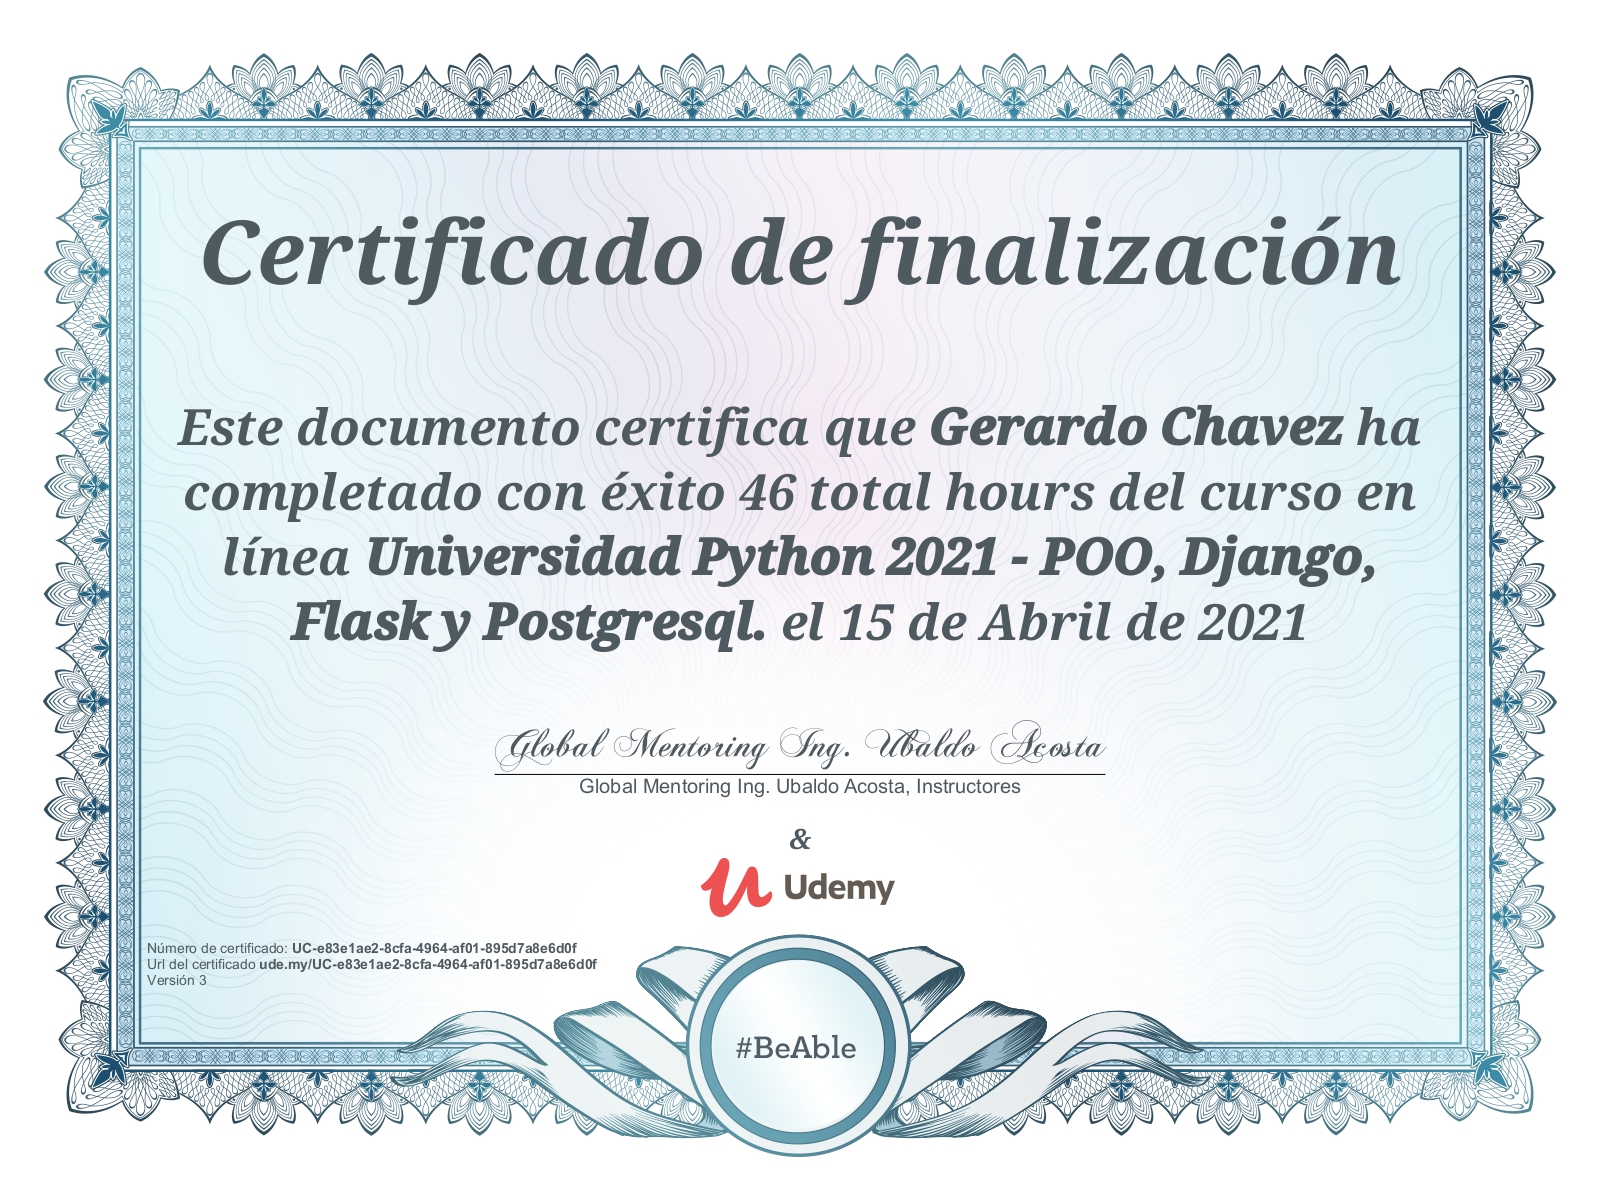 Certificado de finalización
Este documento certifica que Gerardo Chavez ha
completado con éxito 46 total hours del curso en
línea Universidad Python 2021 - POO, Django,
Flask y Postgresql. el 15 de Abril de 2021
Global Mentoring Ing. Ubaldo Acosta
Global Mentoring Ing. Ubaldo Acosta, Instructores
&
Udemy
Número de certificado: UC-e83e1ae2-8cfa-4964-af01-895d7a8e6d0f
Url del certificado ude.my/UC-e83e1ae2-8cfa-4964-af01-895d7a8e6d0f
Versión 3
#BeAble